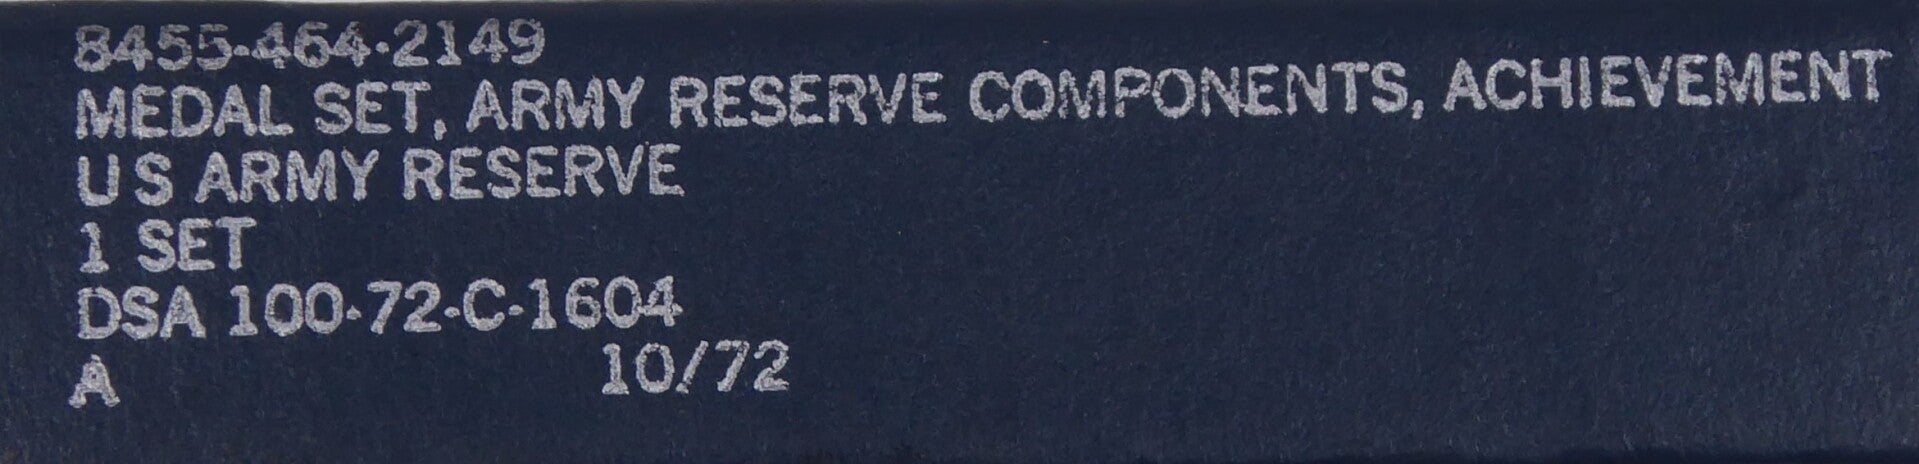 8455-464-2149
MEDAL SET, ARMY RESERVE COMPONENTS, ACHIEVEMENT
US ARMY RESERVE
1 SET
DSA 100-72-C-1604
A 10/72